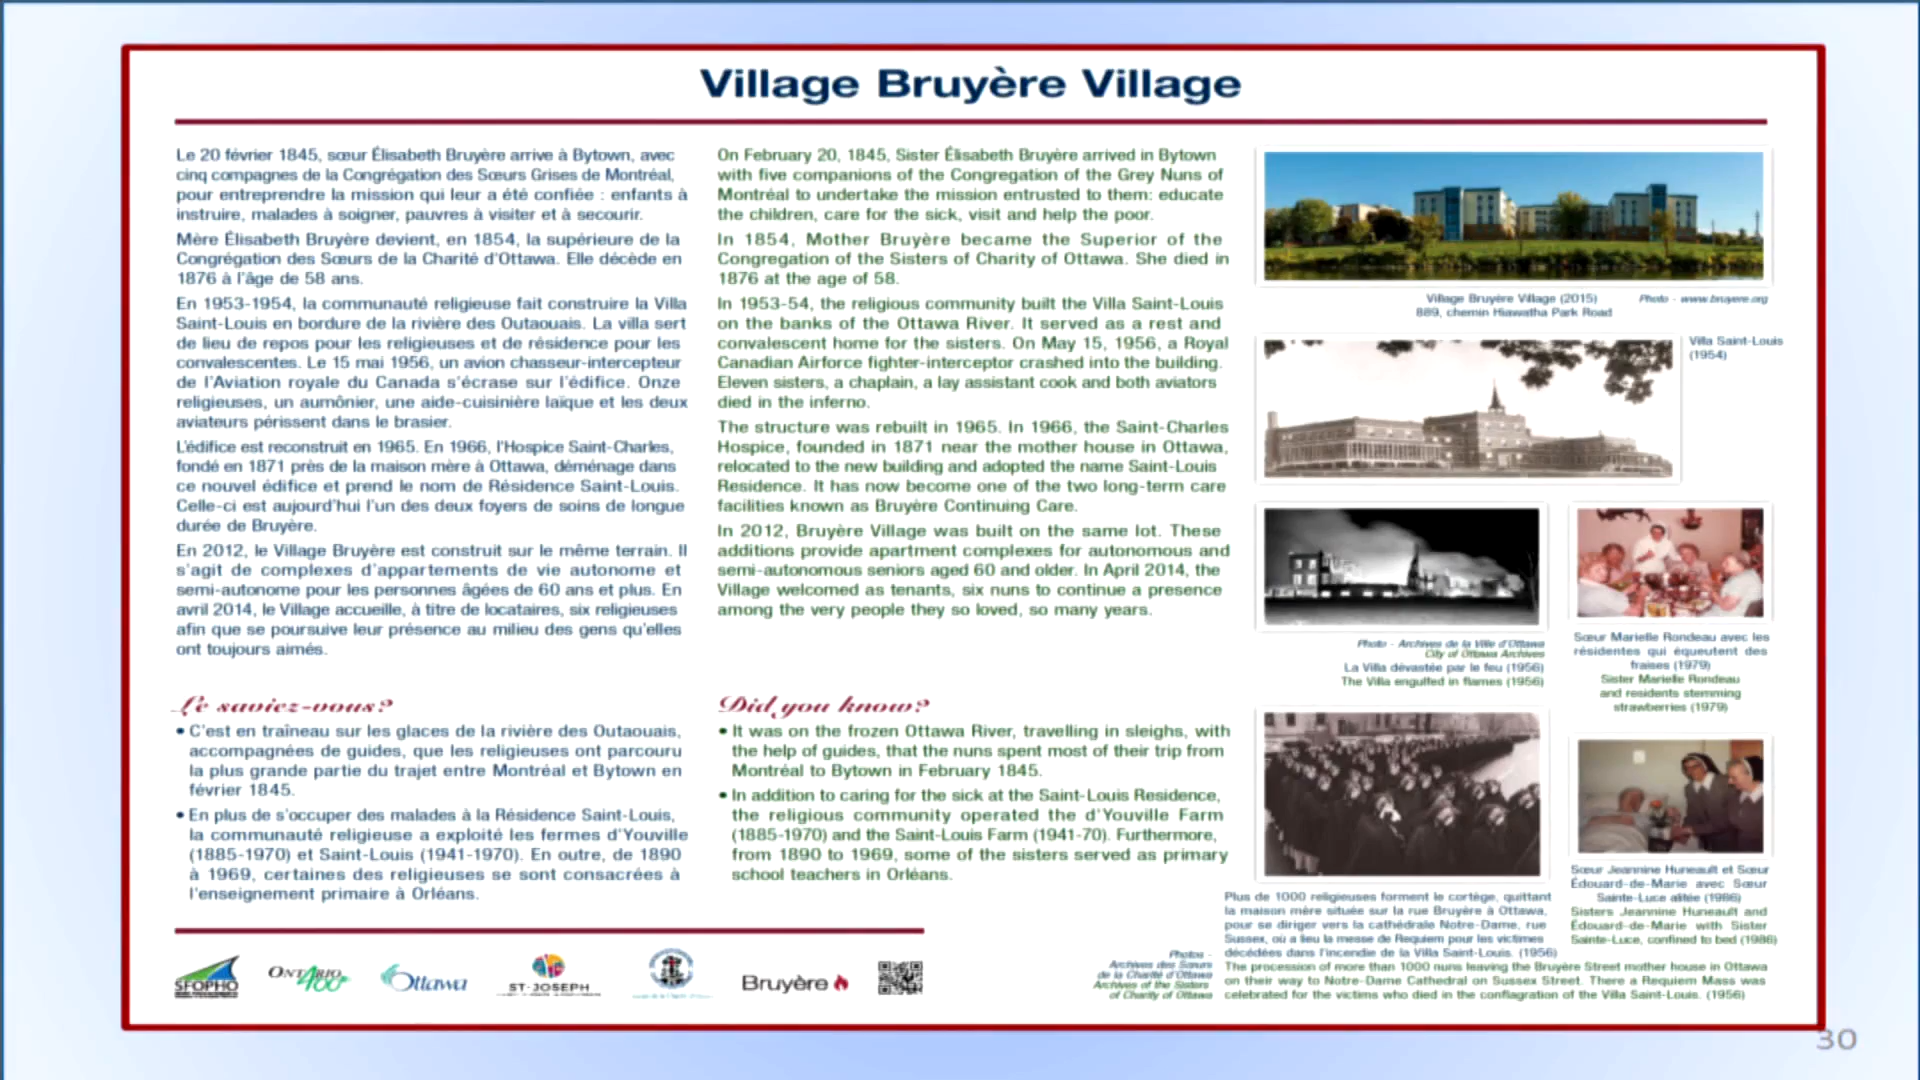 Village Bruyère Village
Le 20 février 1845, sœur Élisabeth Bruyère arrive à Bytown, avec
cinq compagnes de la Congrégation des Sœurs Grises de Montréal,
pour entreprendre la mission qui leur a été confiée : enfants à
instruire, malades à soigner, pauvres à visiter et à secourir.
Mère Élisabeth Bruyère devient, en 1854, la supérieure de la
Congrégation des Sœurs de la Charité d'Ottawa. Elle décède en
1876 à l'âge de 58 ans.
En 1953-1954, la communauté religieuse fait construire la Villa
Saint-Louis en bordure de la rivière des Outaouais. La villa sert
de lieu de repos pour les religieuses et de résidence pour les
convalescentes. Le 15 mai 1956, un avion chasseur-intercepteur
de l'Aviation royale du Canada s'écrase sur l'édifice. Onze
religieuses, un aumônier, une aide-cuisinière laïque et les deux
aviateurs périssent dans le brasier.
L'édifice est reconstruit en 1965. En 1966, l'Hospice Saint-Charles,
fondé en 1871 près de la maison mère à Ottawa, déménage dans
ce nouvel édifice et prend le nom de Résidence Saint-Louis.
Celle-ci est aujourd'hui l'un des deux foyers de soins de longue
durée de Bruyère.
En 2012, le Village Bruyère est construit sur le même terrain. Il
s'agit de complexes d'appartements de vie autonome et
semi-autonome pour les personnes âgées de 60 ans et plus. En
avril 2014, le Village accueille, à titre de locataires, six religieuses
afin que se poursuive leur présence au milieu des gens qu'elles
ont toujours aimés.
Le saviez-vous?
• C'est en traîneau sur les glaces de la rivière des Outaouais,
accompagnées de guides, que les religieuses ont parcouru
la plus grande partie du trajet entre Montréal et Bytown en
février 1845.
• En plus de s'occuper des malades à la Résidence Saint-Louis,
la communauté religieuse a exploité les fermes d'Youville
(1885-1970) et Saint-Louis (1941-1970). En outre, de 1890
à 1969, certaines des religieuses se sont consacrées à
l'enseignement primaire à Orléans.
On February 20, 1845, Sister Élisabeth Bruyère arrived in Bytown
with five companions of the Congregation of the Grey Nuns of
Montréal to undertake the mission entrusted to them: educate
the children, care for the sick, visit and help the poor.
In 1854, Mother Bruyère became the Superior of the
Congregation of the Sisters of Charity of Ottawa. She died in
1876 at the age of 58.
In 1953-54, the religious community built the Villa Saint-Louis
on the banks of the Ottawa River. It served as a rest and
convalescent home for the sisters. On May 15, 1956, a Royal
Canadian Airforce fighter-interceptor crashed into the building.
Eleven sisters, a chaplain, a lay assistant cook and both aviators
died in the inferno.
The structure was rebuilt in 1965. In 1966, the Saint-Charles
Hospice, founded in 1871 near the mother house in Ottawa,
relocated to the new building and adopted the name Saint-Louis
Residence. It has now become one of the two long-term care
facilities known as Bruyère Continuing Care.
In 2012, Bruyère Village was built on the same lot. These
additions provide apartment complexes for autonomous and
semi-autonomous seniors aged 60 and older. In April 2014, the
Village welcomed as tenants, six nuns to continue a presence
among the very people they so loved, so many years.
Did you know?
• It was on the frozen Ottawa River, travelling in sleighs, with
the help of guides, that the nuns spent most of their trip from
Montréal to Bytown in February 1845.
• In addition to caring for the sick at the Saint-Louis Residence,
the religious community operated the d'Youville Farm
(1885-1970) and the Saint-Louis Farm (1941-70). Furthermore,
from 1890 to 1969, some of the sisters served as primary
school teachers in Orléans.
Village Bruyère Village (2015)
889, chemin Hiawatha Park Road
Photo - www.bruyere.org
Villa Saint-Louis
(1954)
Photo - Archives de la Ville d'Ottawa
City of Ottawa Archives
La Villa dévastée par le feu (1956)
The Villa engulfed in flames (1956)
Sœur Marielle Rondeau avec les
résidentes qui équeutent des
fraises (1979)
Sister Marielle Rondeau
and residents stemming
strawberries (1979)
Sœur Jeannine Huneault et Sœur
Édouard-de-Marie avec Sœur
Sainte-Luce alitée (1986)
Sisters Jeannine Huneault and
Édouard-de-Marie with Sister
Sainte-Luce, confined to bed (1986)
Plus de 1000 religieuses forment le cortège, quittant
la maison mère située sur la rue Bruyère à Ottawa,
pour se diriger vers la cathédrale Notre-Dame, rue
Sussex, où a lieu la messe de Requiem pour les victimes
décédées dans l'incendie de la Villa Saint-Louis. (1956)
The procession of more than 1000 nuns leaving the Bruyère Street mother house in Ottawa
on their way to Notre-Dame Cathedral on Sussex Street. There a Requiem Mass was
celebrated for the victims who died in the conflagration of the Villa Saint-Louis. (1956)
Photos -
Archives des Sœurs
de la Charité d'Ottawa
Archives of the Sisters
of Charity of Ottawa
SFOPHO
ONTARIO
400
Ottawa
ST-JOSEPH
Bruyère
30